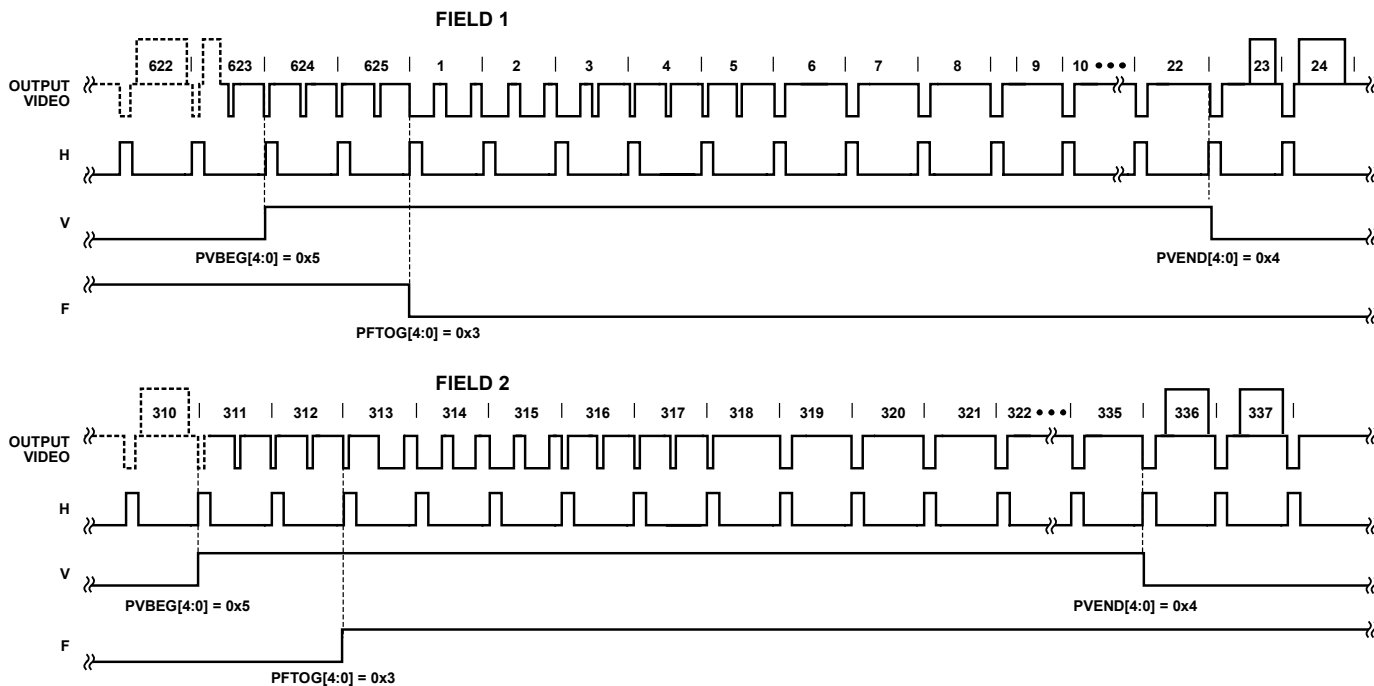 FIELD 1
622 623 624 625 1 2 3 4 5 6 7 8 9 10 ••• 22 23 24
OUTPUT
VIDEO
H
V
PVBEG[4:0] = 0x5
PVEND[4:0] = 0x4
F
PFTOG[4:0] = 0x3
FIELD 2
310 311 312 313 314 315 316 317 318 319 320 321 322 ••• 335 336 337
OUTPUT
VIDEO
H
V
PVBEG[4:0] = 0x5
PVEND[4:0] = 0x4
F
PFTOG[4:0] = 0x3